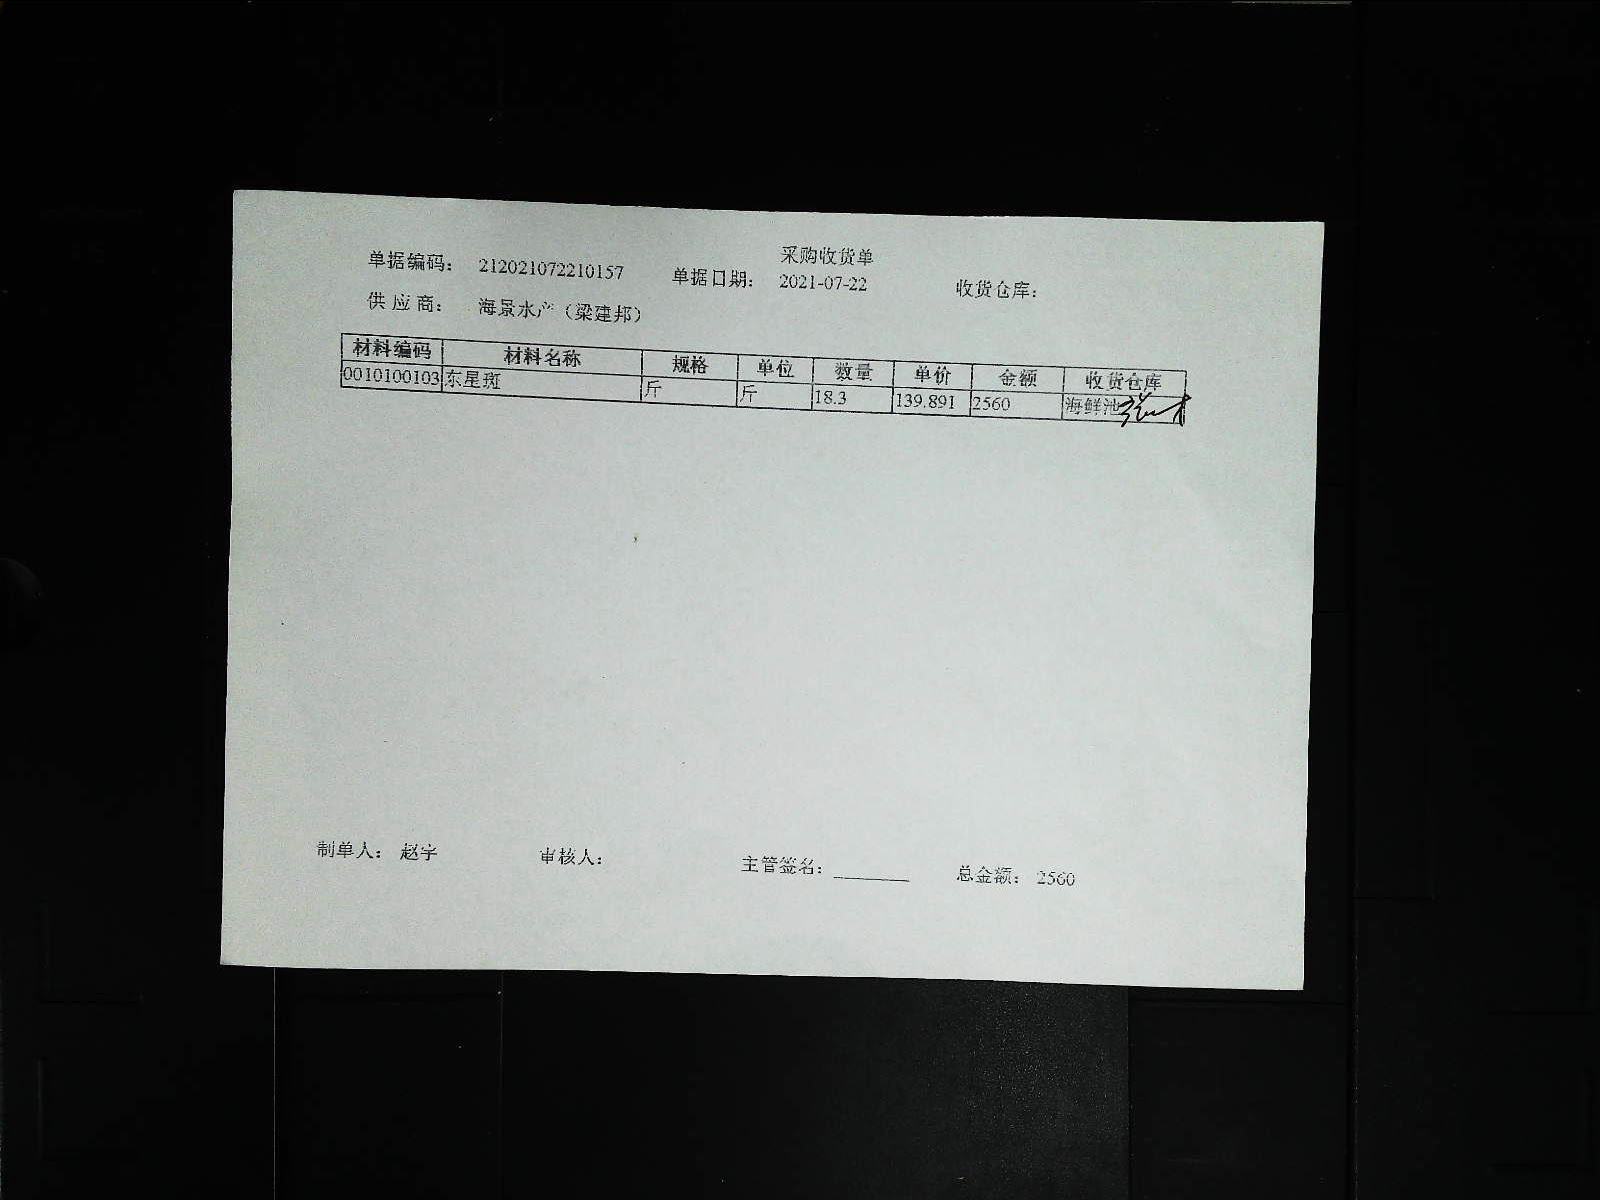 采购收货单
单据编码： 212021072210157 单据日期： 2021-07-22 收货仓库：
供 应 商： 海景水产（梁建邦）
材料编码 材料名称 规格 单位 数量 单价 金额 收货仓库
0010100103 东星斑 斤 斤 18.3 139.891 2560 海鲜池
制单人： 赵宇 审核人： 主管签名： 总金额： 2560